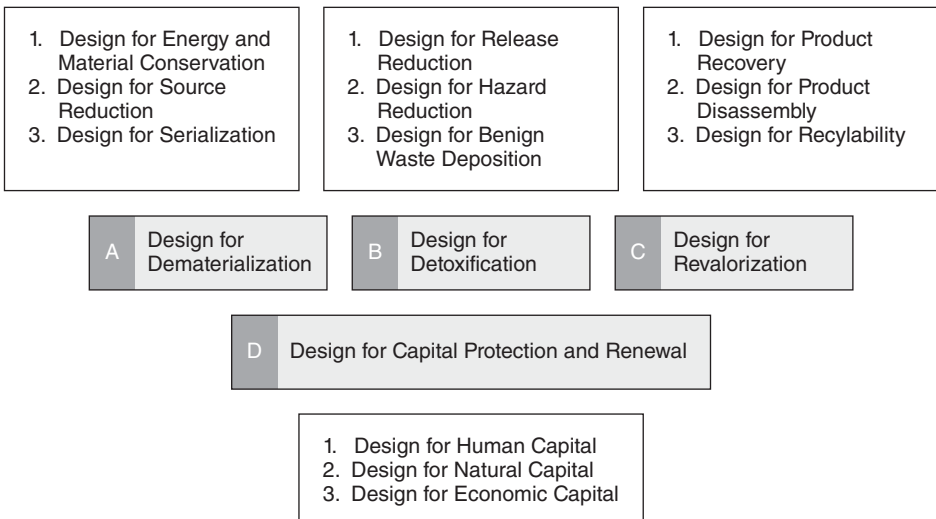 1. Design for Energy and
Material Conservation
2. Design for Source
Reduction
3. Design for Serialization
1. Design for Release
Reduction
2. Design for Hazard
Reduction
3. Design for Benign
Waste Deposition
1. Design for Product
Recovery
2. Design for Product
Disassembly
3. Design for Recylability
A
Design for
Dematerialization
B
Design for
Detoxification
C
Design for
Revalorization
D
Design for Capital Protection and Renewal
1. Design for Human Capital
2. Design for Natural Capital
3. Design for Economic Capital